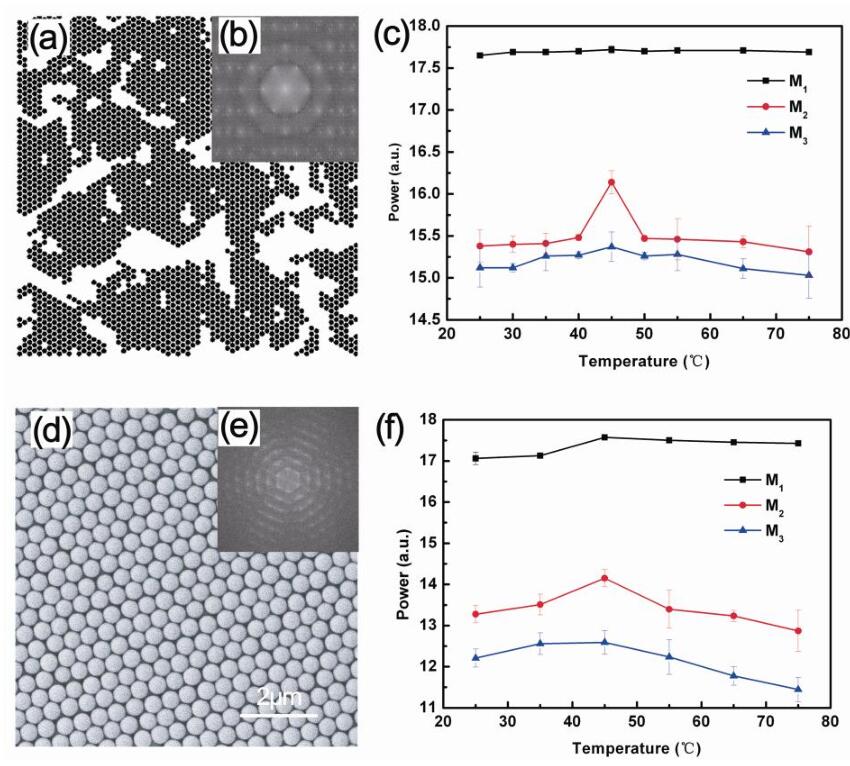 (a)
(b)
(c)
18.0
17.5
17.0
16.5
16.0
15.5
15.0
14.5
Power (a.u.)
M1
M2
M3
20 30 40 50 60 70 80
Temperature (℃)
(d)
(e)
2μm
(f)
18
17
16
15
14
13
12
11
Power (a.u.)
M1
M2
M3
20 30 40 50 60 70 80
Temperature (℃)